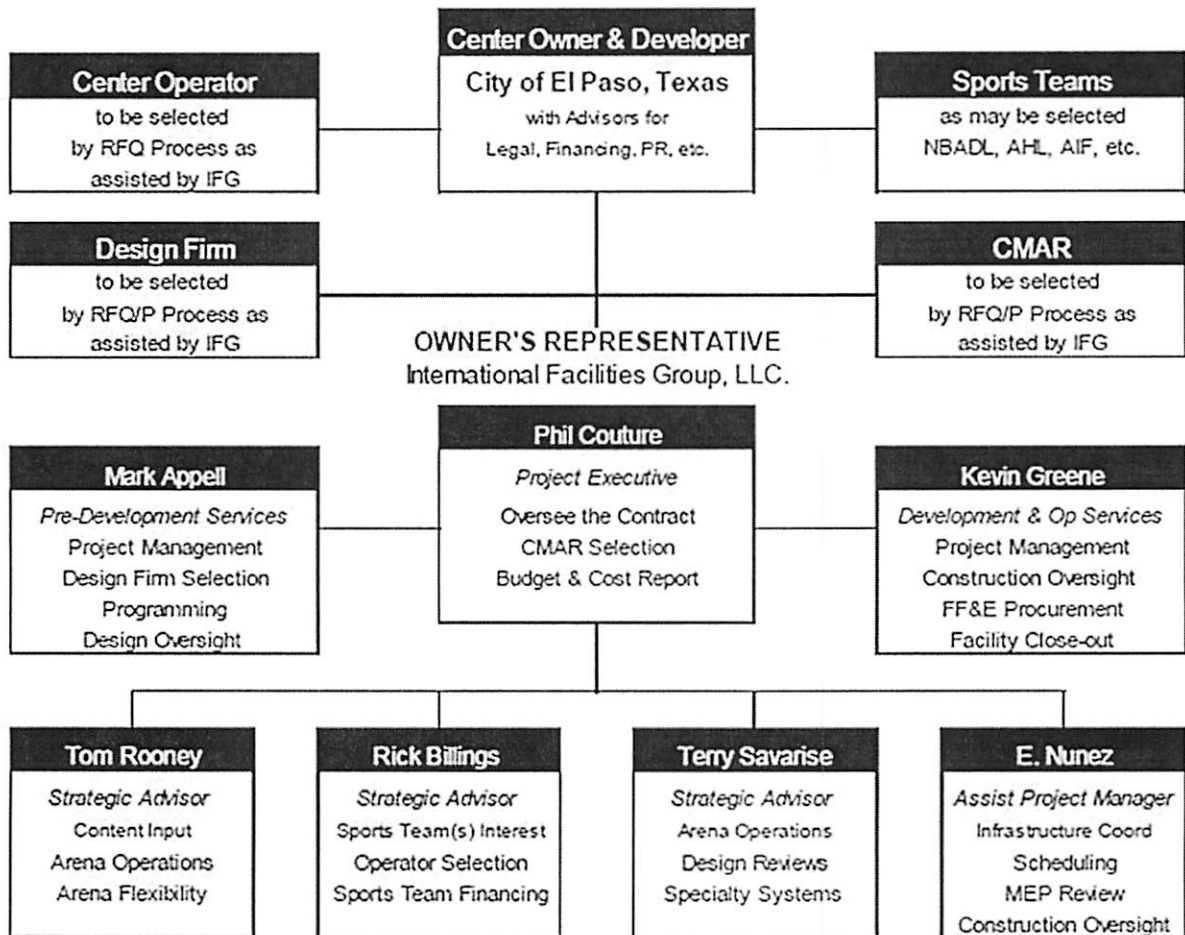 Center Owner & Developer
City of El Paso, Texas
with Advisors for
Legal, Financing, PR, etc.
Center Operator
to be selected
by RFQ Process as
assisted by IFG
Sports Teams
as may be selected
NBADL, AHL, AIF, etc.
Design Firm
to be selected
by RFQ/P Process as
assisted by IFG
CMAR
to be selected
by RFQ/P Process as
assisted by IFG
OWNER'S REPRESENTATIVE
International Facilities Group, LLC.
Phil Couture
Project Executive
Oversee the Contract
CMAR Selection
Budget & Cost Report
Mark Appell
Pre-Development Services
Project Management
Design Firm Selection
Programming
Design Oversight
Kevin Greene
Development & Op Services
Project Management
Construction Oversight
FF&E Procurement
Facility Close-out
Tom Rooney
Strategic Advisor
Content Input
Arena Operations
Arena Flexibility
Rick Billings
Strategic Advisor
Sports Team(s) Interest
Operator Selection
Sports Team Financing
Terry Savarise
Strategic Advisor
Arena Operations
Design Reviews
Specialty Systems
E. Nunez
Assist Project Manager
Infrastructure Coord
Scheduling
MEP Review
Construction Oversight